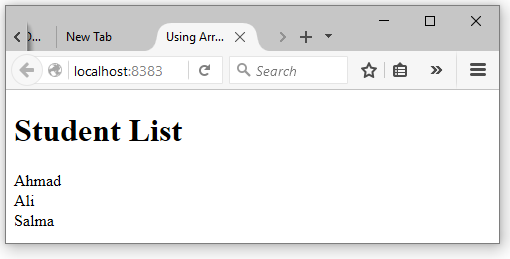 D...
New Tab
Using Arr...
localhost:8383
Search
Student List
Ahmad
Ali
Salma